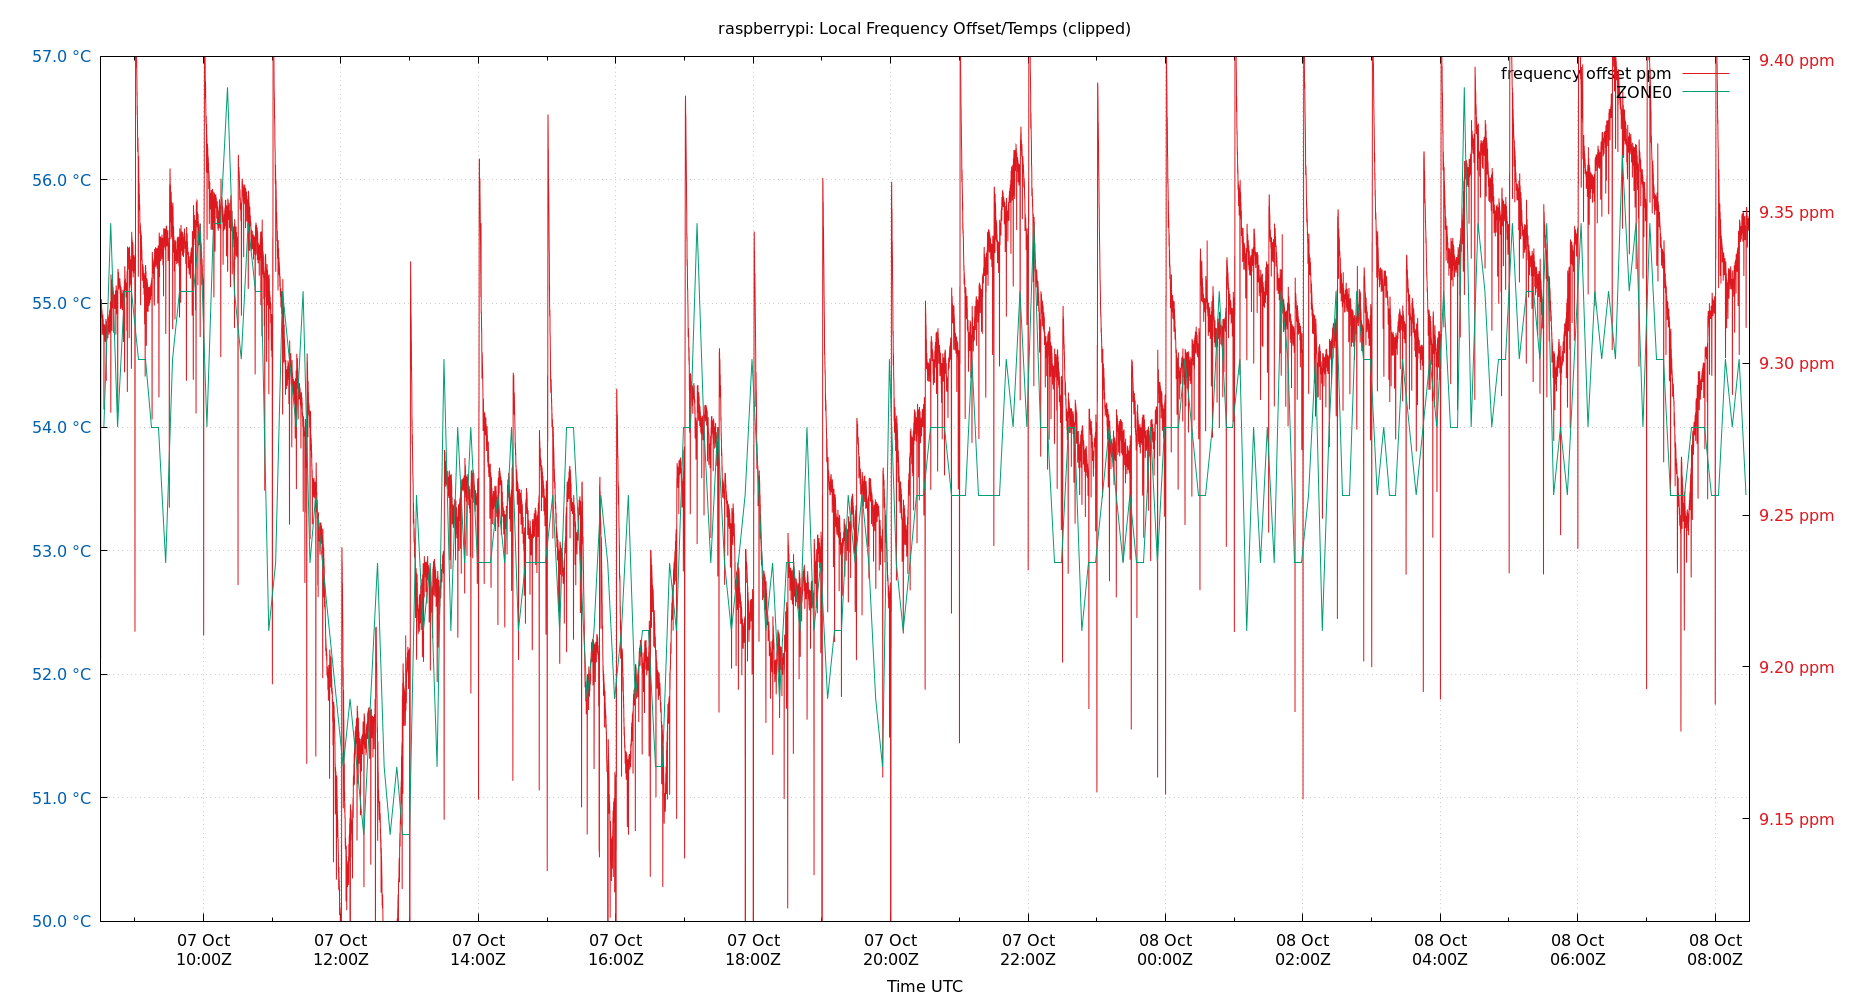 raspberrypi: Local Frequency Offset/Temps (clipped)
57.0 °C
56.0 °C
55.0 °C
54.0 °C
53.0 °C
52.0 °C
51.0 °C
50.0 °C
9.40 ppm
9.35 ppm
9.30 ppm
9.25 ppm
9.20 ppm
9.15 ppm
frequency offset ppm
ZONE0
07 Oct
10:00Z
07 Oct
12:00Z
07 Oct
14:00Z
07 Oct
16:00Z
07 Oct
18:00Z
07 Oct
20:00Z
07 Oct
22:00Z
08 Oct
00:00Z
08 Oct
02:00Z
08 Oct
04:00Z
08 Oct
06:00Z
08 Oct
08:00Z
Time UTC